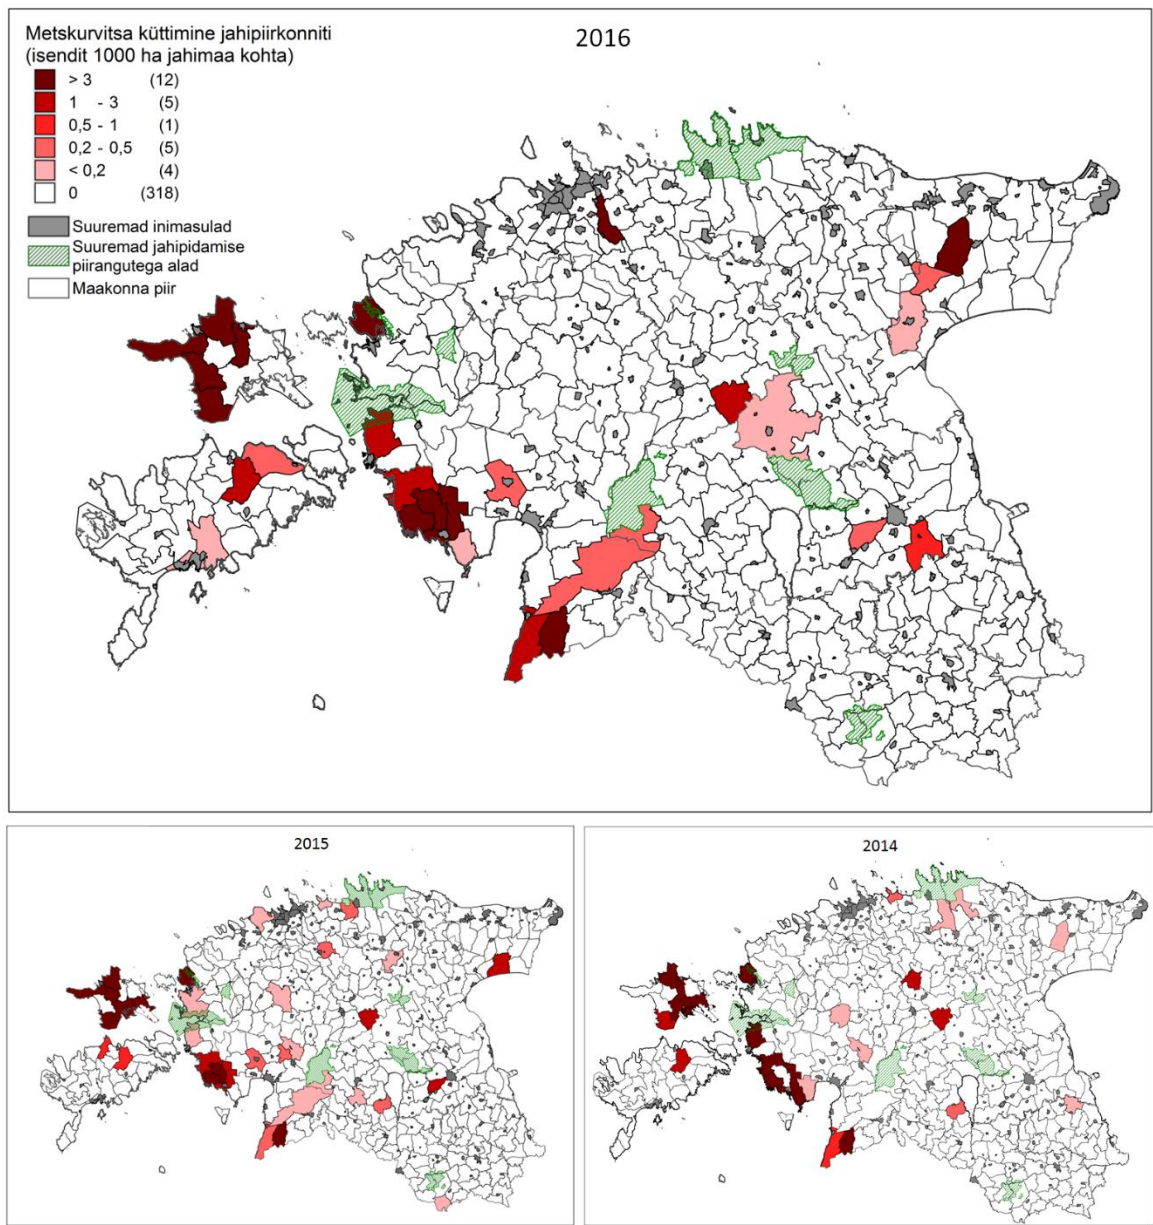 Metskurvitsa küttimine jahipiirkonniti
(isendit 1000 ha jahimaa kohta)
2016
> 3 (12)
1 - 3 (5)
0,5 - 1 (1)
0,2 - 0,5 (5)
< 0,2 (4)
0 (318)
Suuremad inimasulad
Suuremad jahipidamise
piirangutega alad
Maakonna piir
2015
2014